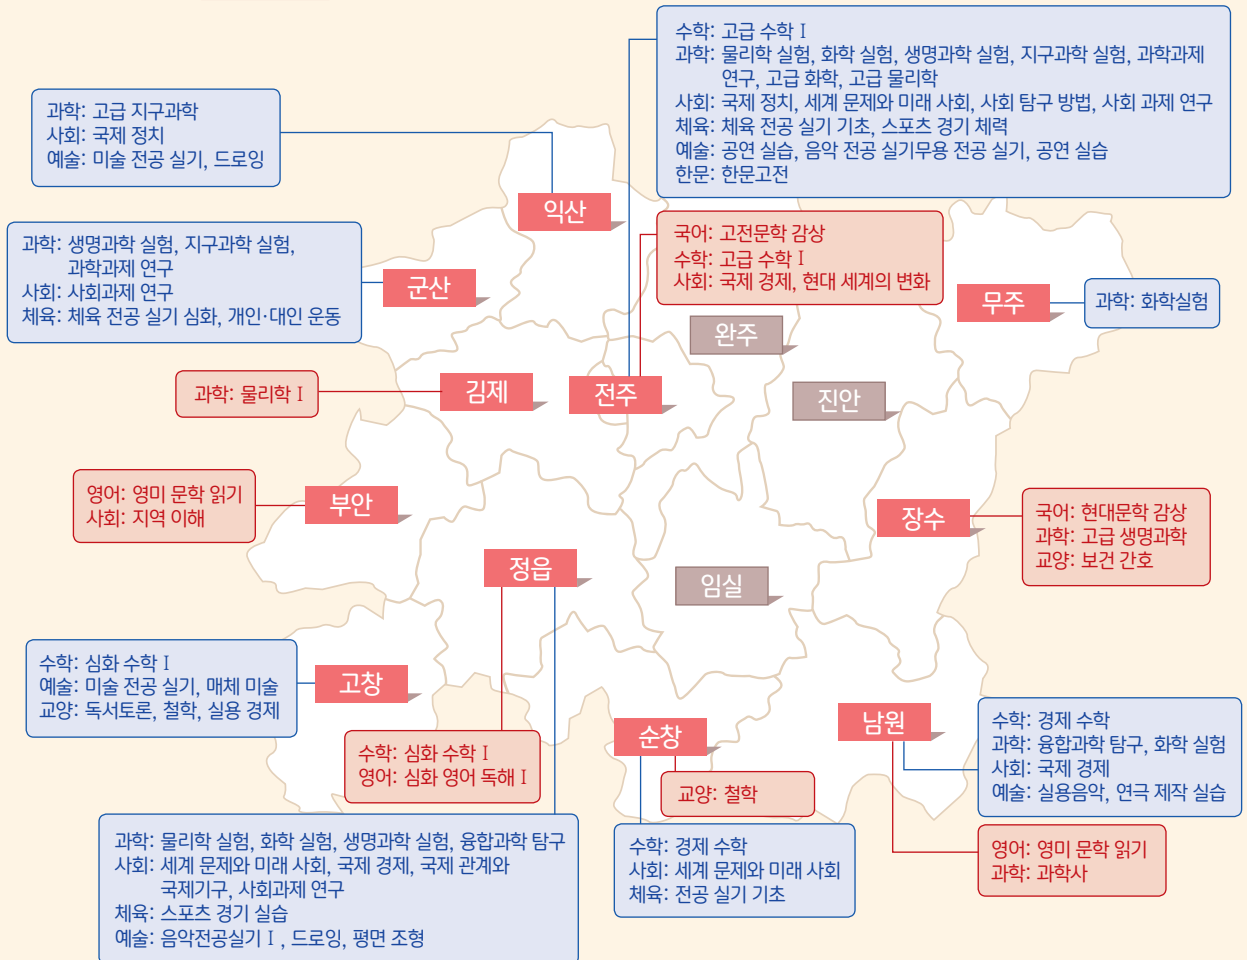 수학: 고급 수학 Ⅰ
과학: 물리학 실험, 화학 실험, 생명과학 실험, 지구과학 실험, 과학과제
연구, 고급 화학, 고급 물리학
사회: 국제 정치, 세계 문제와 미래 사회, 사회 탐구 방법, 사회 과제 연구
체육: 체육 전공 실기 기초, 스포츠 경기 체력
예술: 공연 실습, 음악 전공 실기무용 전공 실기, 공연 실습
한문: 한문고전
과학: 고급 지구과학
사회: 국제 정치
예술: 미술 전공 실기, 드로잉
익산
국어: 고전문학 감상
수학: 고급 수학 Ⅰ
사회: 국제 경제, 현대 세계의 변화
과학: 생명과학 실험, 지구과학 실험,
과학과제 연구
사회: 사회과제 연구
체육: 체육 전공 실기 심화, 개인·대인 운동
군산
무주
과학: 화학실험
완주
과학: 물리학 Ⅰ
김제
전주
진안
영어: 영미 문학 읽기
사회: 지역 이해
부안
장수
국어: 현대문학 감상
과학: 고급 생명과학
교양: 보건 간호
정읍
임실
수학: 심화 수학 Ⅰ
예술: 미술 전공 실기, 매체 미술
교양: 독서토론, 철학, 실용 경제
고창
수학: 심화 수학 Ⅰ
영어: 심화 영어 독해 Ⅰ
순창
교양: 철학
남원
수학: 경제 수학
과학: 융합과학 탐구, 화학 실험
사회: 국제 경제
예술: 실용음악, 연극 제작 실습
과학: 물리학 실험, 화학 실험, 생명과학 실험, 융합과학 탐구
사회: 세계 문제와 미래 사회, 국제 경제, 국제 관계와
국제기구, 사회과제 연구
체육: 스포츠 경기 실습
예술: 음악전공실기 Ⅰ, 드로잉, 평면 조형
수학: 경제 수학
사회: 세계 문제와 미래 사회
체육: 전공 실기 기초
영어: 영미 문학 읽기
과학: 과학사